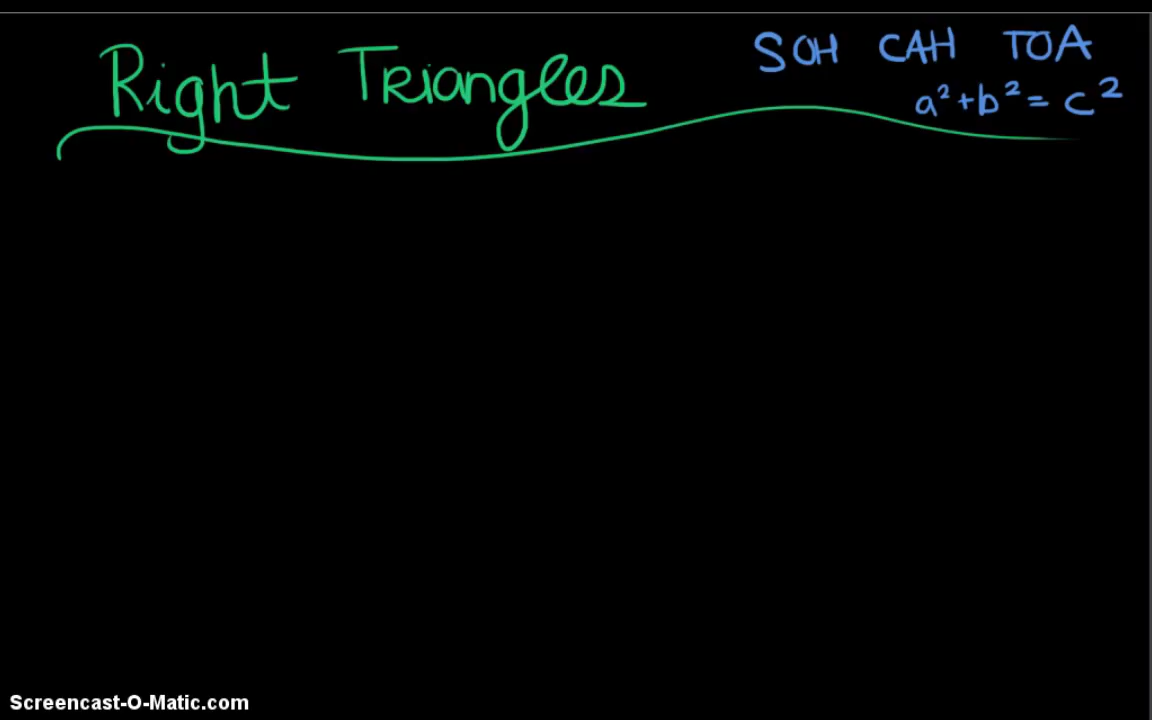 Right Triangles
SOH CAH TOA
a²+b²= c²
Screencast-O-Matic.com